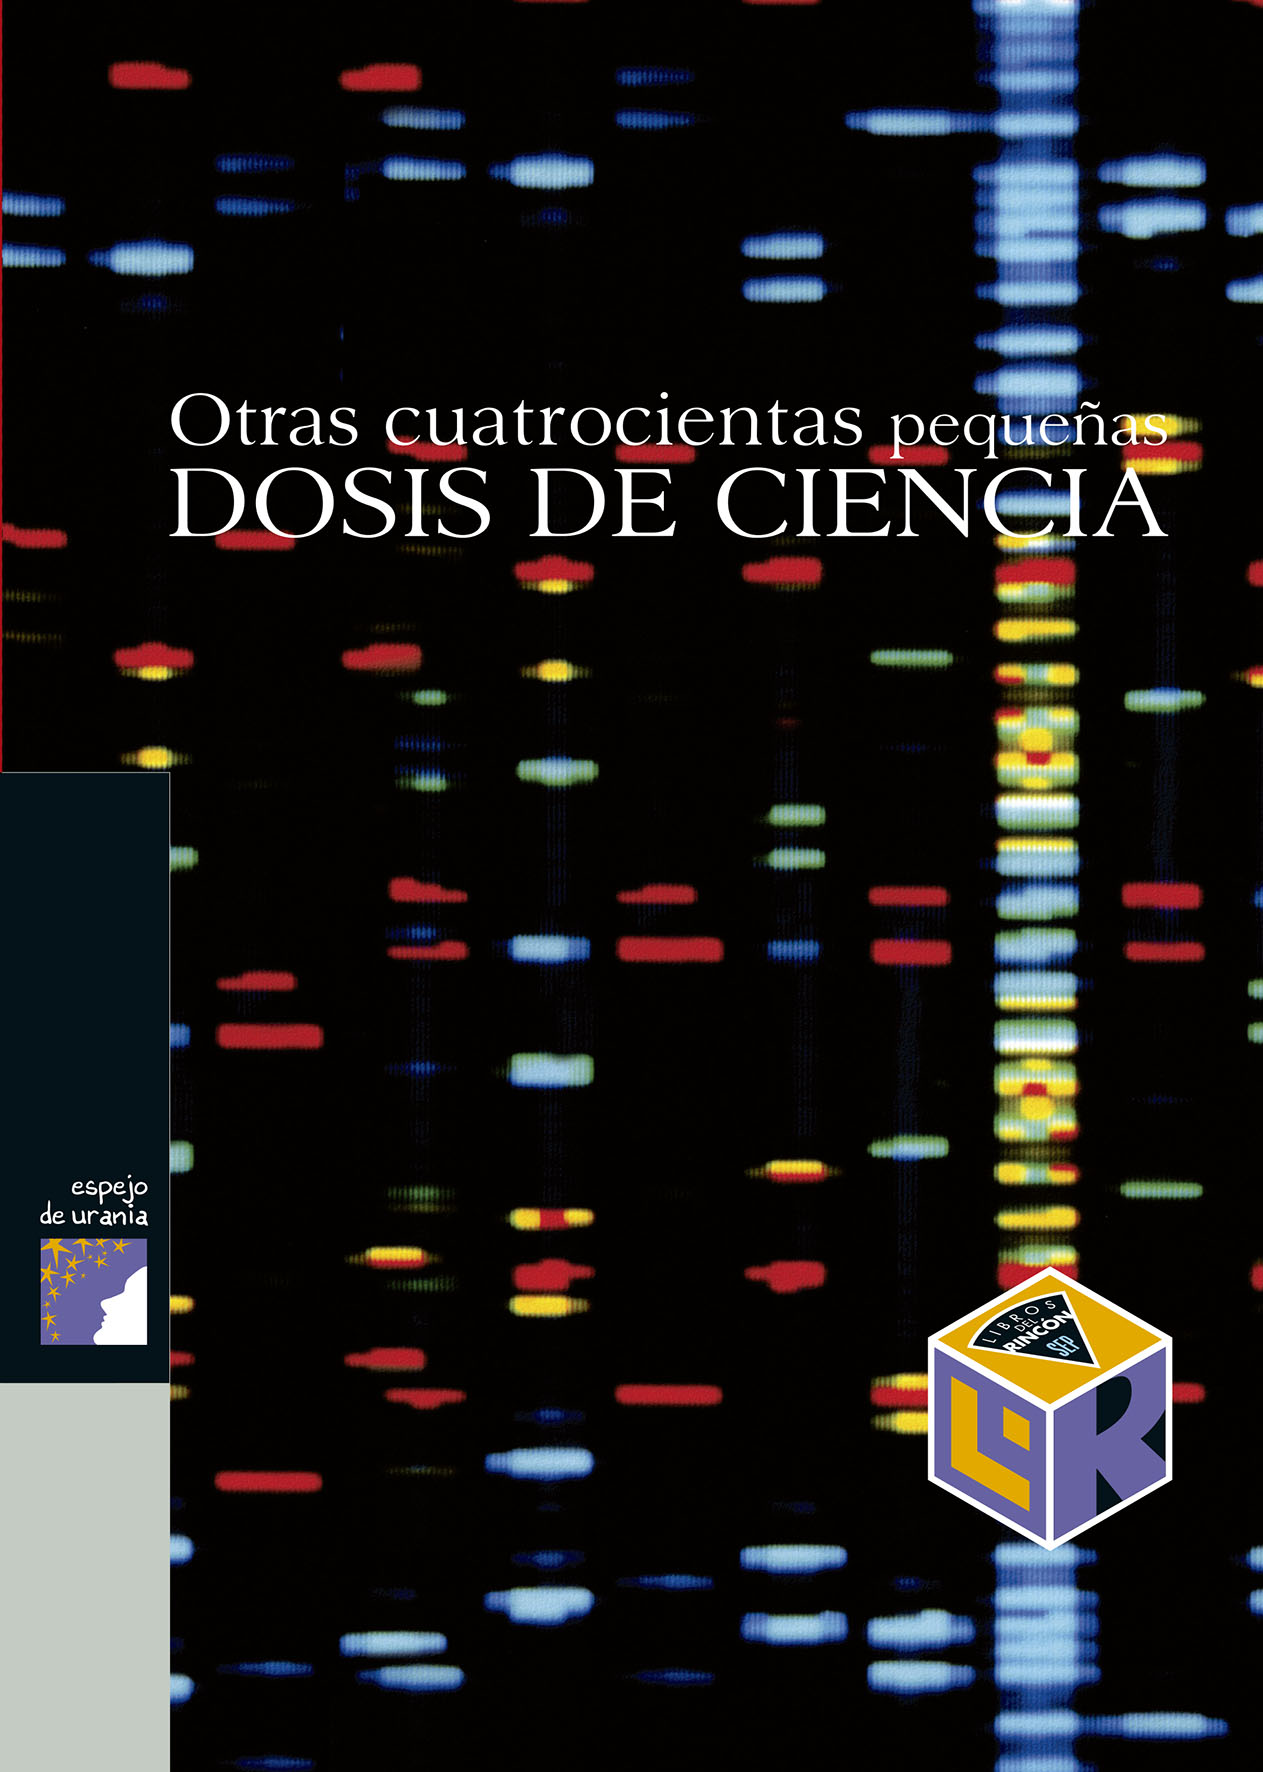 Otras cuatrocientas pequeñas
DOSIS DE CIENCIA
espejo
de urania
LIBROS
DEL
RINCÓN
SEP
L R